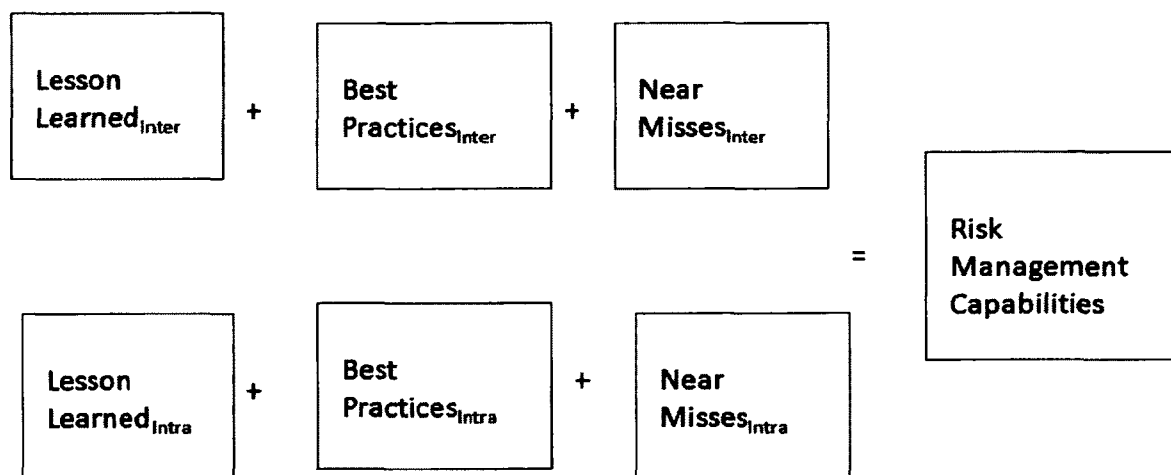 Lesson
Learned_Inter
+
Best
Practices_Inter
+
Near
Misses_Inter
=
Risk
Management
Capabilities
Lesson
Learned_Intra
+
Best
Practices_Intra
+
Near
Misses_Intra